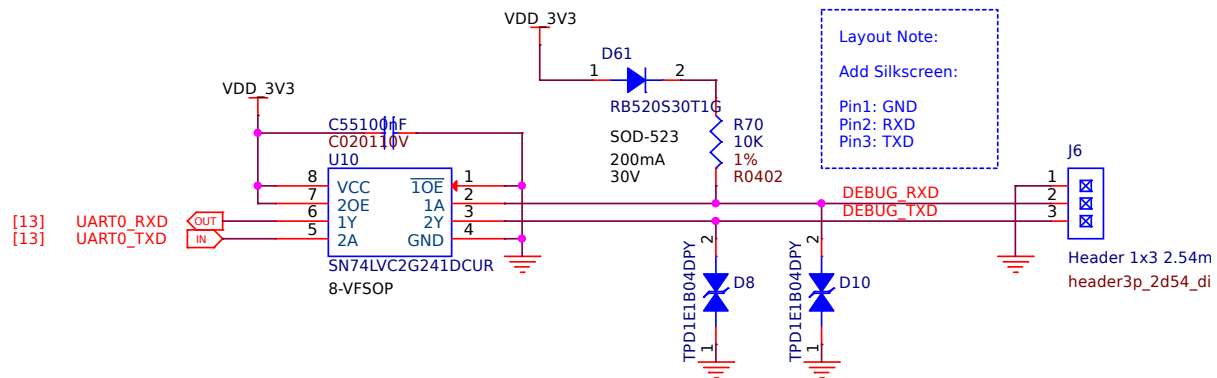 VDD_3V3
D61
1
2
RB520S30T1G
SOD-523
200mA
30V
R70
10K
1%
R0402
Layout Note:
Add Silkscreen:
Pin1: GND
Pin2: RXD
Pin3: TXD
VDD_3V3
C55100nF
C020110V
U10
8 VCC 1OE 1
7 2OE 1A 2
6 1Y 2Y 3
5 2A GND 4
SN74LVC2G241DCUR
8-VFSOP
[13] UART0_RXD OUT
[13] UART0_TXD IN
DEBUG_RXD
DEBUG_TXD
J6
1
2
3
Header 1x3 2.54m
header3p_2d54_di
2
D8
TPD1E1B04DPY
1
2
D10
TPD1E1B04DPY
1